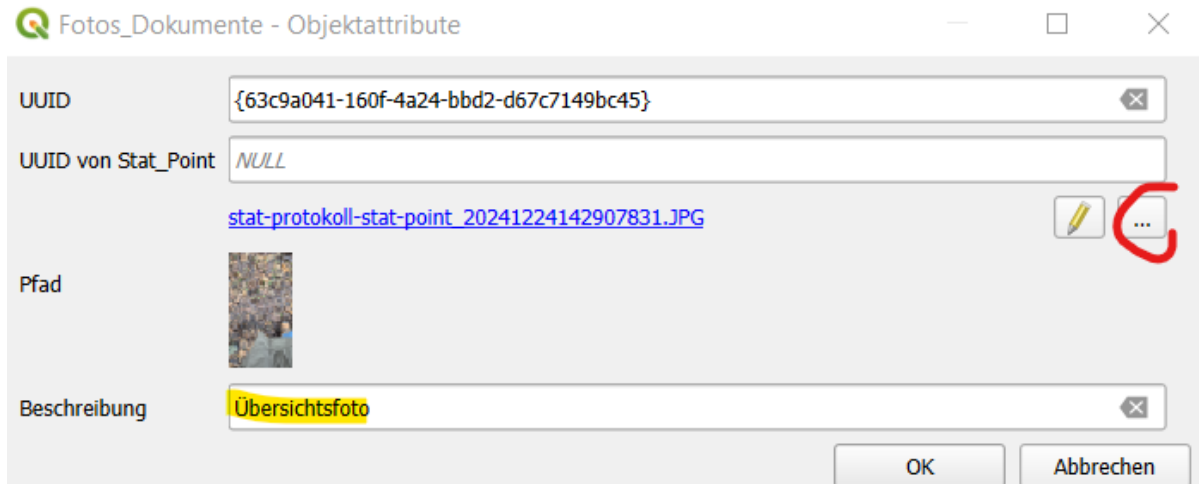 Fotos_Dokumente - Objektattribute
UUID {63c9a041-160f-4a24-bbd2-d67c7149bc45}
UUID von Stat_Point NULL
stat-protokoll-stat-point_20241224142907831.JPG ...
Pfad
Beschreibung Übersichtsfoto
OK Abbrechen